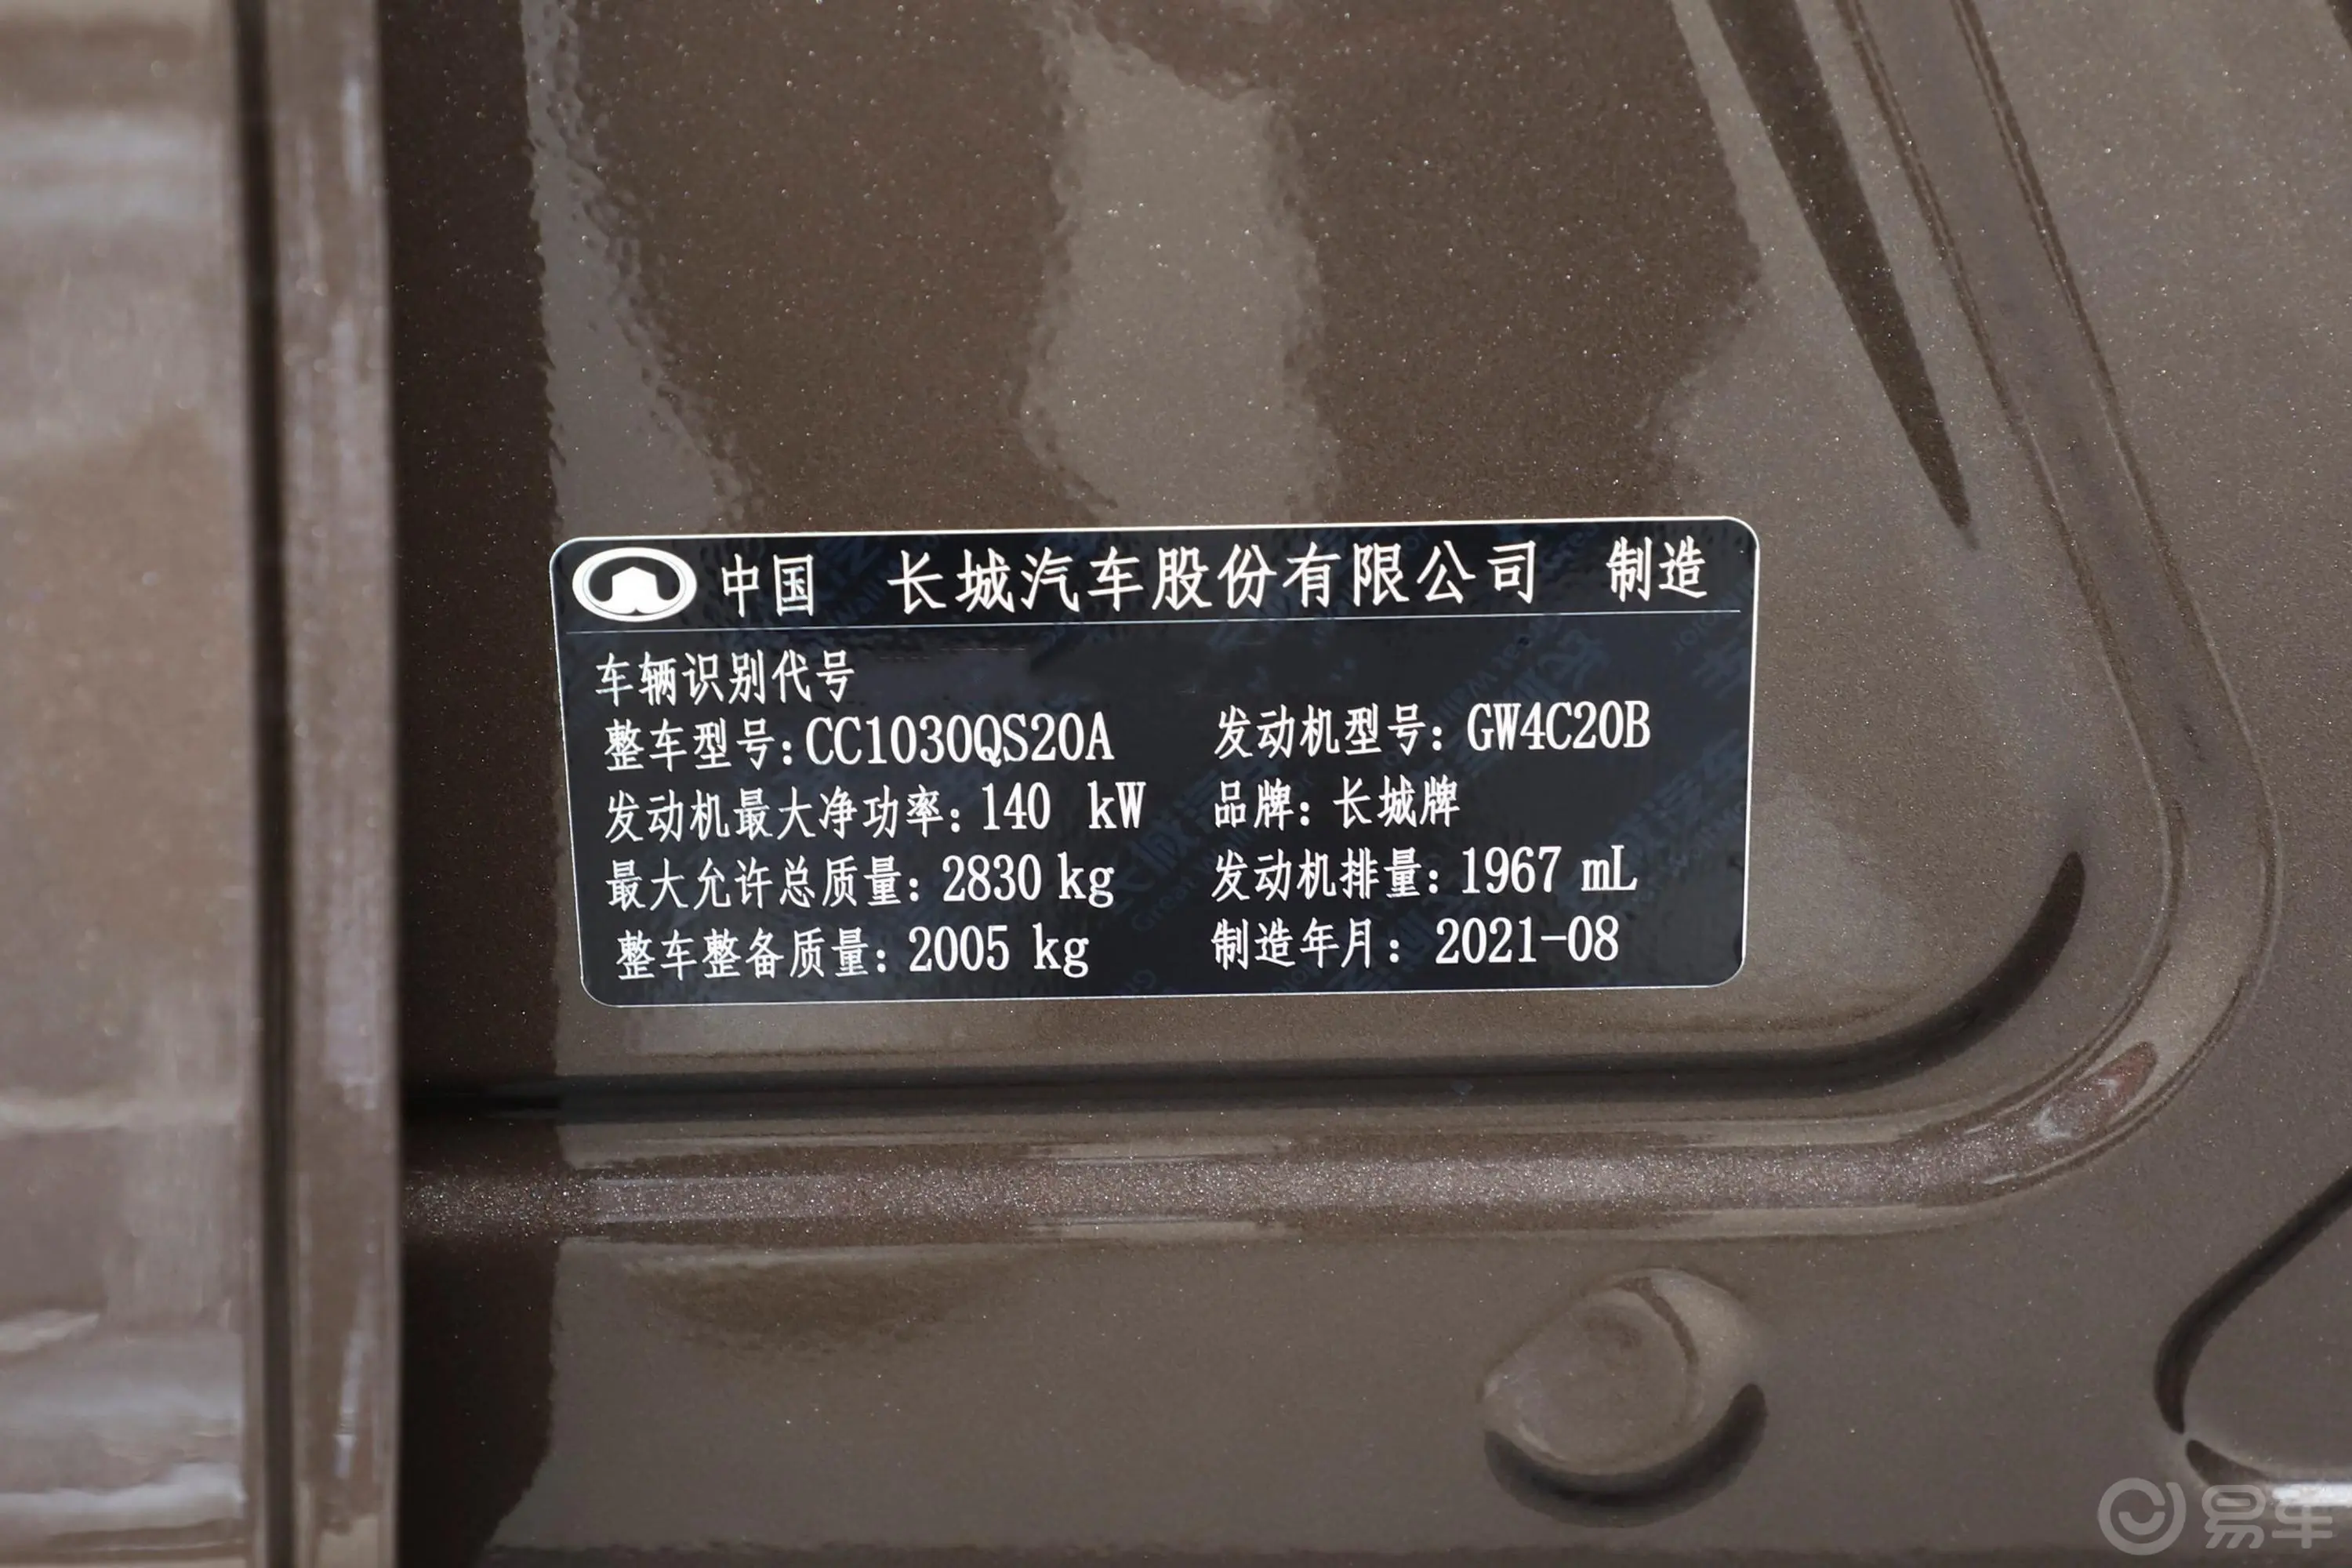 中国 长城汽车股份有限公司 制造
车辆识别代号
整车型号:CC1030QS20A 发动机型号: GW4C20B
发动机最大净功率: 140 kW 品牌: 长城牌
最大允许总质量: 2830 kg 发动机排量: 1967 mL
整车整备质量: 2005 kg 制造年月: 2021-08
易车